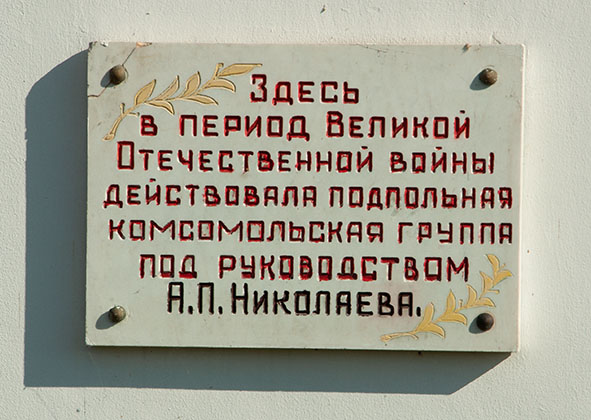 Здесь
в период Великой
Отечественной войны
действовала подпольная
комсомольская группа
под руководством
А.П. Николаева.